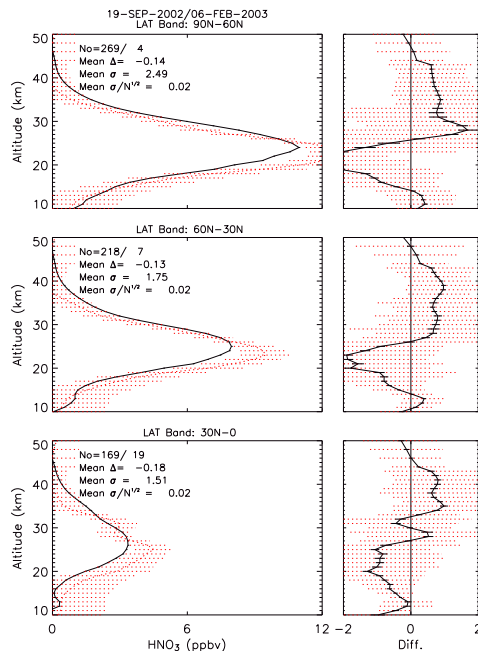 19-SEP-2002/06-FEB-2003
LAT Band: 90N-60N
No=269/ 4
Mean Δ= -0.14
Mean σ = 2.49
Mean σ/N^1/2 = 0.02
Altitude (km)
50
40
30
20
10
0 6 12
LAT Band: 60N-30N
No=218/ 7
Mean Δ= -0.13
Mean σ = 1.75
Mean σ/N^1/2 = 0.02
Altitude (km)
50
40
30
20
10
LAT Band: 30N-0
No=169/ 19
Mean Δ= -0.18
Mean σ = 1.51
Mean σ/N^1/2 = 0.02
Altitude (km)
50
40
30
20
10
0 6 12
-2 0 2
HNO₃ (ppbv)
Diff.